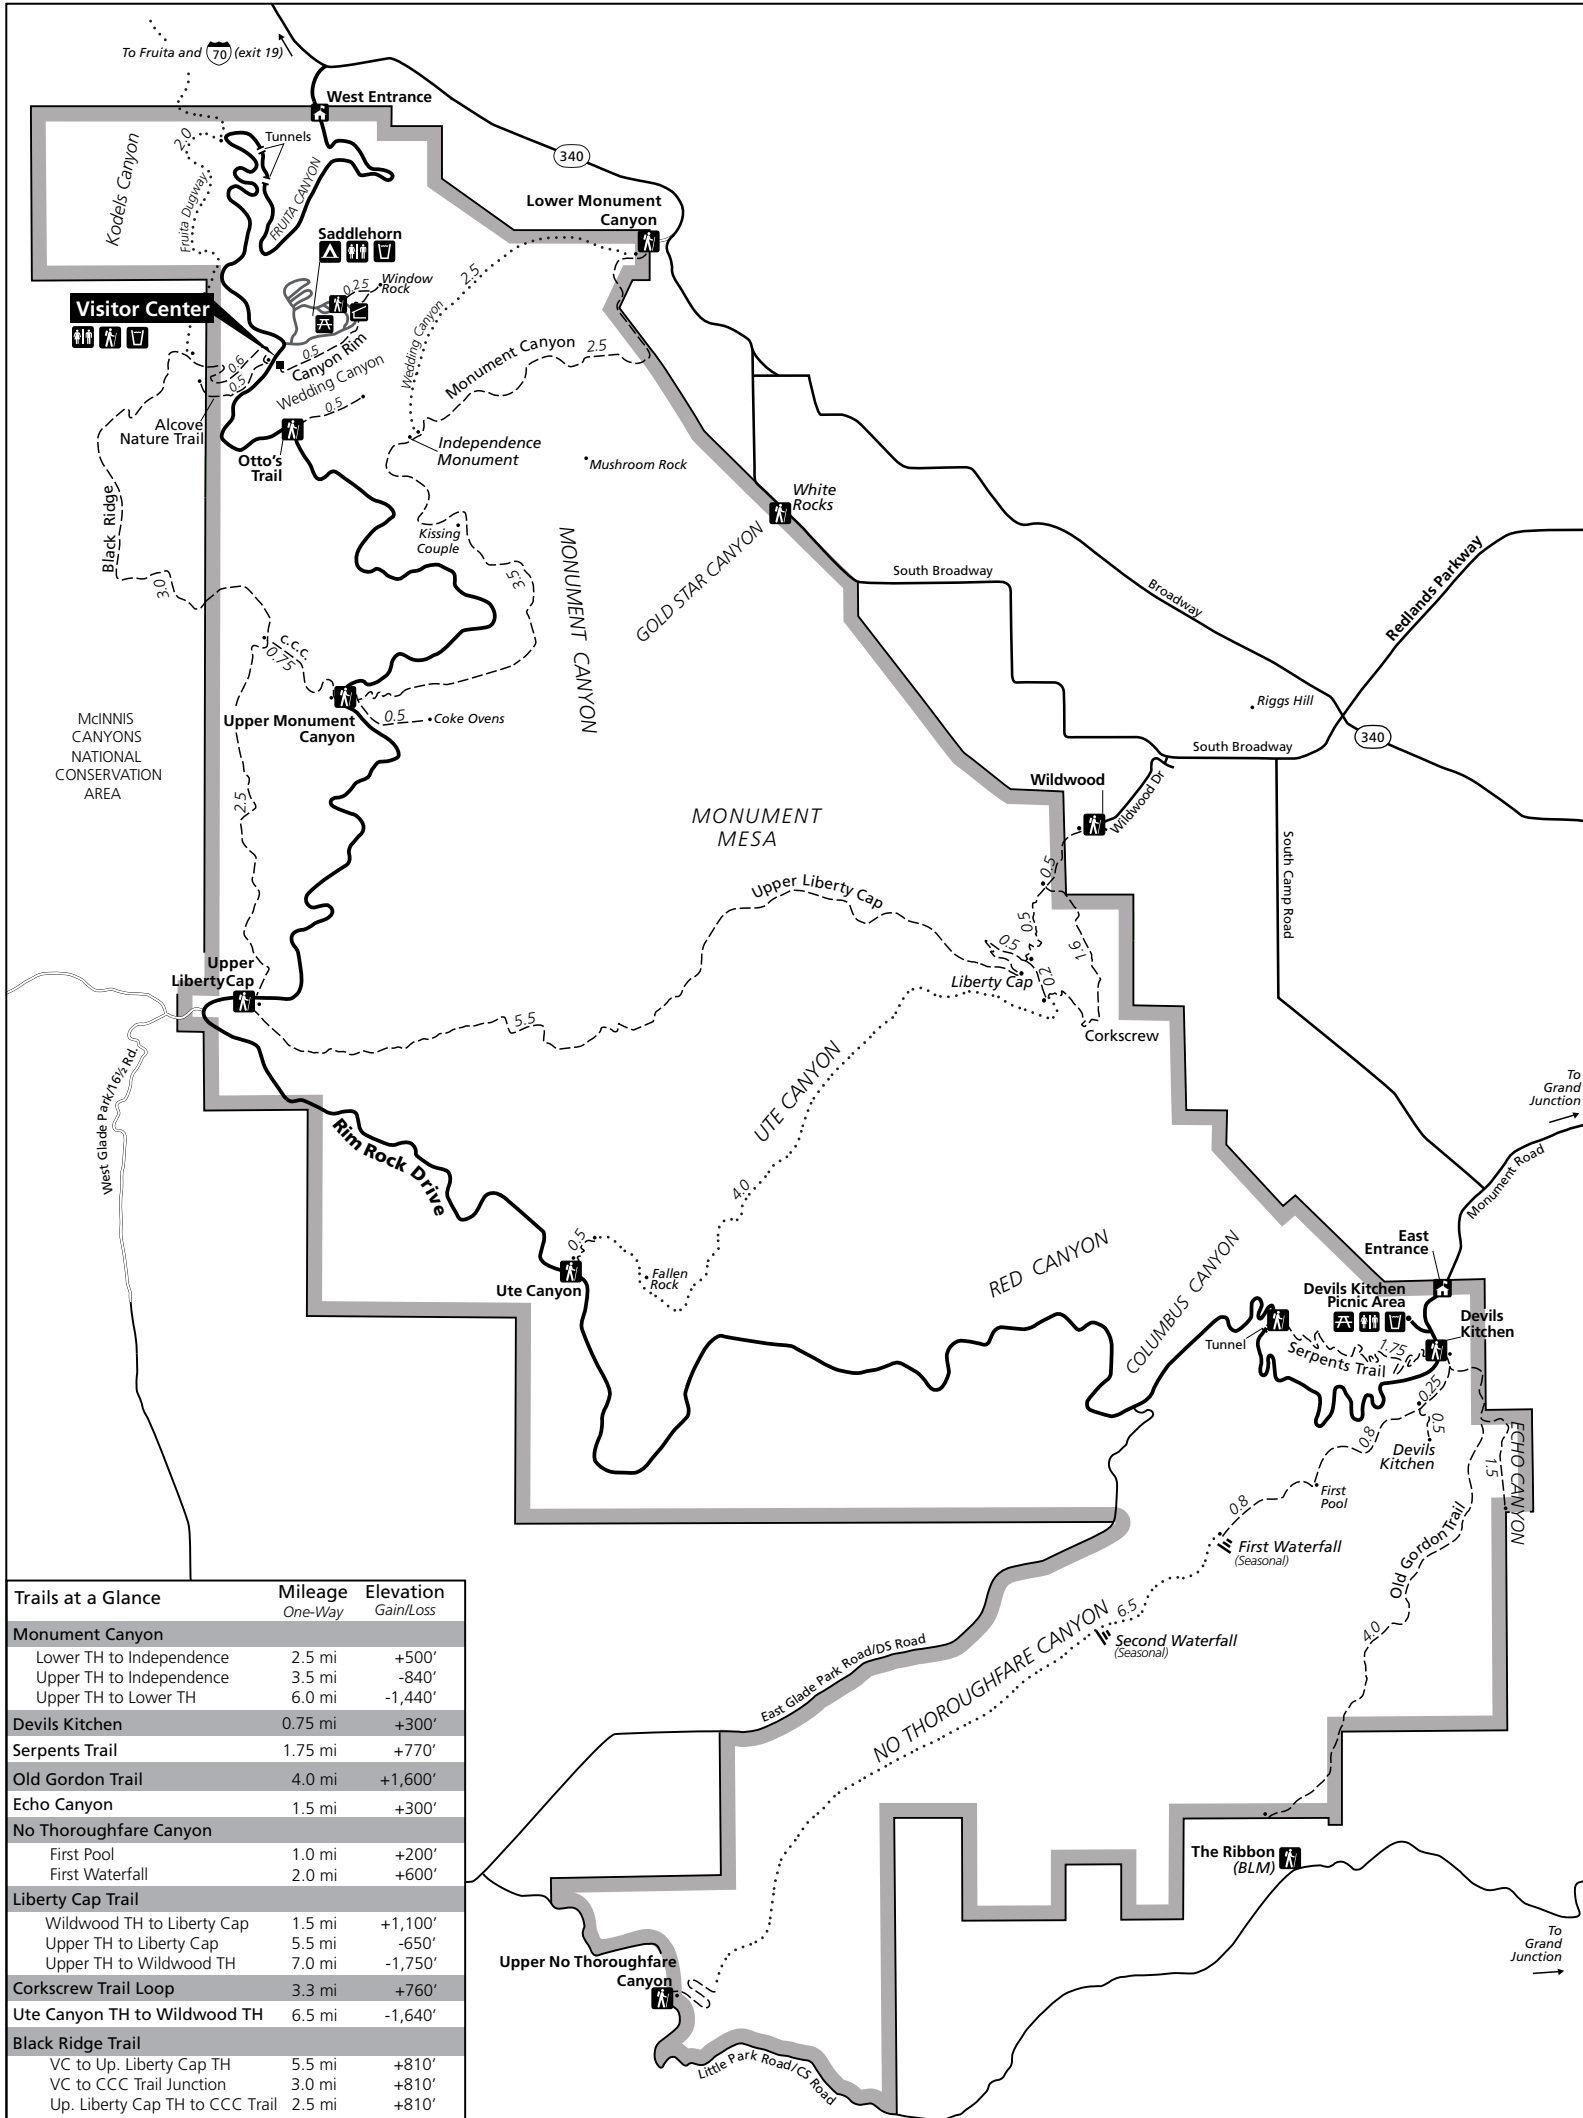 To Fruita and 70 (exit 19)
West Entrance
Tunnels
340
2.0
Kodels Canyon
Fruita Dugway
FRUITA CANYON
Lower Monument
Canyon
Saddlehorn
Window
Rock
0.25
2.5
Visitor Center
Wedding Canyon
Monument Canyon 2.5
0.6
0.5
0.5
Canyon Rim
Wedding Canyon
0.5
Alcove
Nature Trail
Independence
Monument
Otto's
Trail
Mushroom Rock
White
Rocks
Black Ridge
Kissing
Couple
MONUMENT CANYON
GOLD STAR CANYON
3.5
3.0
South Broadway
Broadway
Redlands Parkway
C.C.C.
0.75
Riggs Hill
McINNIS
CANYONS
NATIONAL
CONSERVATION
AREA
Upper Monument
Canyon
0.5
Coke Ovens
340
South Broadway
Wildwood
Wildwood Dr
2.5
MONUMENT
MESA
South Camp Road
Upper Liberty Cap
0.5
0.5
1.6
0.5
0.2
Liberty Cap
Upper
LibertyCap
5.5
Corkscrew
West Glade Park/16½ Rd.
UTE CANYON
To
Grand
Junction
Rim Rock Drive
Monument Road
4.0
0.5
Fallen
Rock
Ute Canyon
RED CANYON
COLUMBUS CANYON
East
Entrance
Devils Kitchen
Picnic Area
Devils
Kitchen
Tunnel
Serpents Trail
1.75
0.25
0.5
Devils
Kitchen
0.8
First
Pool
ECHO CANYON
1.5
0.8
First Waterfall
(Seasonal)
Old Gordon Trail
6.5
Second Waterfall
(Seasonal)
4.0
NO THOROUGHFARE CANYON
East Glade Park Road/DS Road
The Ribbon
(BLM)
To
Grand
Junction
Upper No Thoroughfare
Canyon
Little Park Road/CS Road
Trails at a Glance Mileage Elevation
One-Way Gain/Loss
Monument Canyon
Lower TH to Independence 2.5 mi +500′
Upper TH to Independence 3.5 mi -840′
Upper TH to Lower TH 6.0 mi -1,440′
Devils Kitchen 0.75 mi +300′
Serpents Trail 1.75 mi +770′
Old Gordon Trail 4.0 mi +1,600′
Echo Canyon 1.5 mi +300′
No Thoroughfare Canyon
First Pool 1.0 mi +200′
First Waterfall 2.0 mi +600′
Liberty Cap Trail
Wildwood TH to Liberty Cap 1.5 mi +1,100′
Upper TH to Liberty Cap 5.5 mi -650′
Upper TH to Wildwood TH 7.0 mi -1,750′
Corkscrew Trail Loop 3.3 mi +760′
Ute Canyon TH to Wildwood TH 6.5 mi -1,640′
Black Ridge Trail
VC to Up. Liberty Cap TH 5.5 mi +810′
VC to CCC Trail Junction 3.0 mi +810′
Up. Liberty Cap TH to CCC Trail 2.5 mi +810′